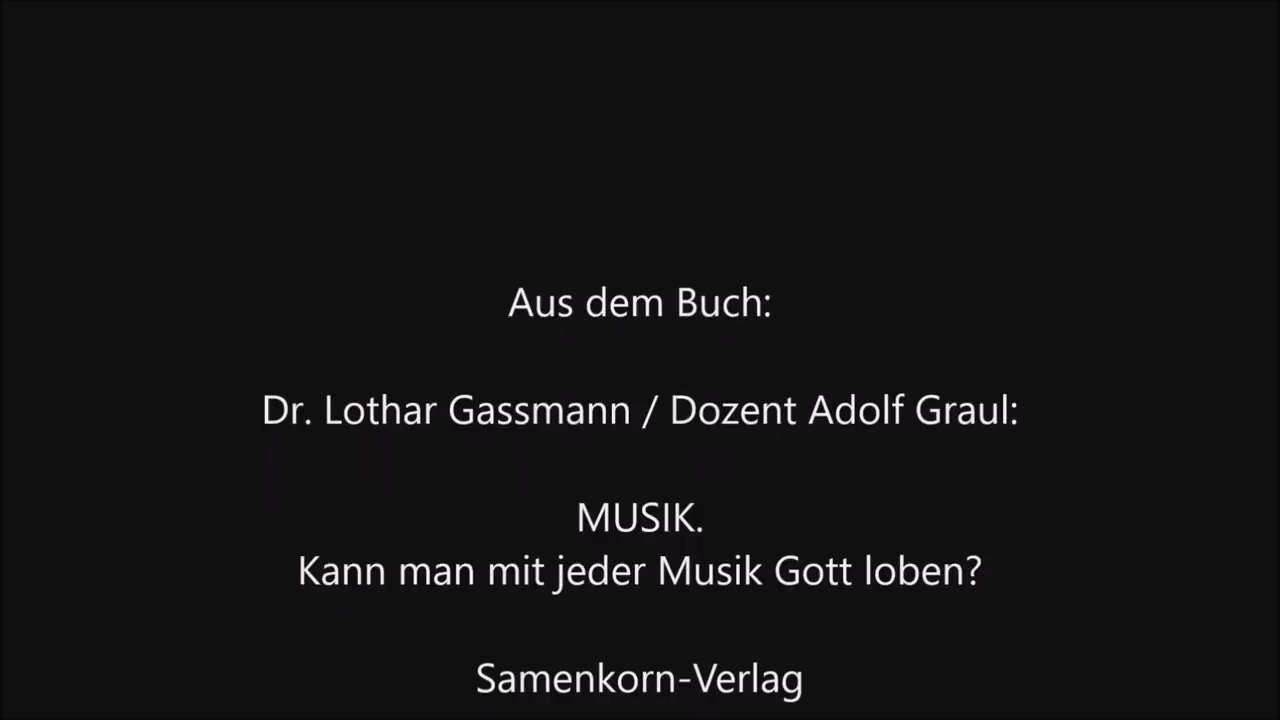 Aus dem Buch:
Dr. Lothar Gassmann / Dozent Adolf Graul:
MUSIK.
Kann man mit jeder Musik Gott loben?
Samenkorn-Verlag